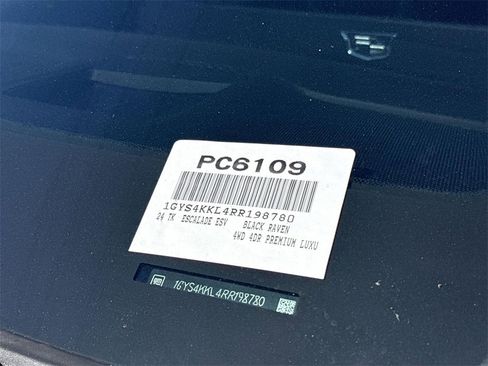 PC6109
1GYS4KKL4RR198780
24 TK ESCALADE ESV BLACK RAVEN
4WD 4DR PREMIUM LUXU
1GYS4KKL4RR198780